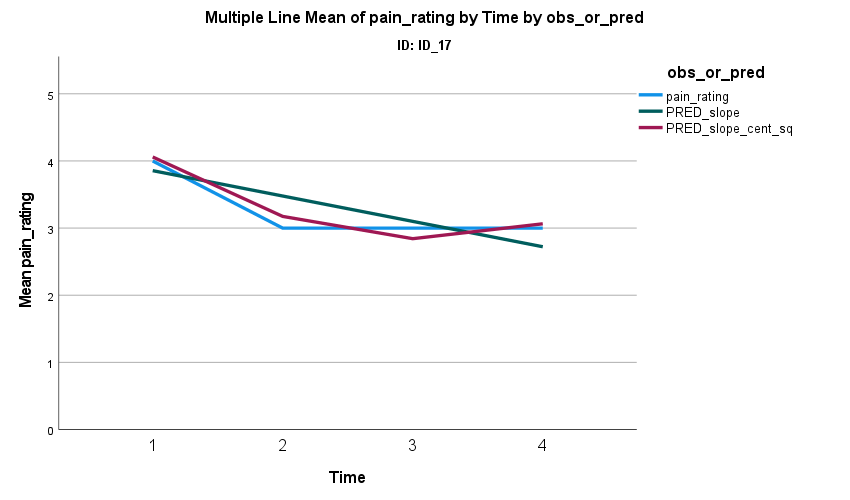 Multiple Line Mean of pain_rating by Time by obs_or_pred
ID: ID_17
obs_or_pred
pain_rating
PRED_slope
PRED_slope_cent_sq
Mean pain_rating
5
4
3
2
1
0
1 2 3 4
Time